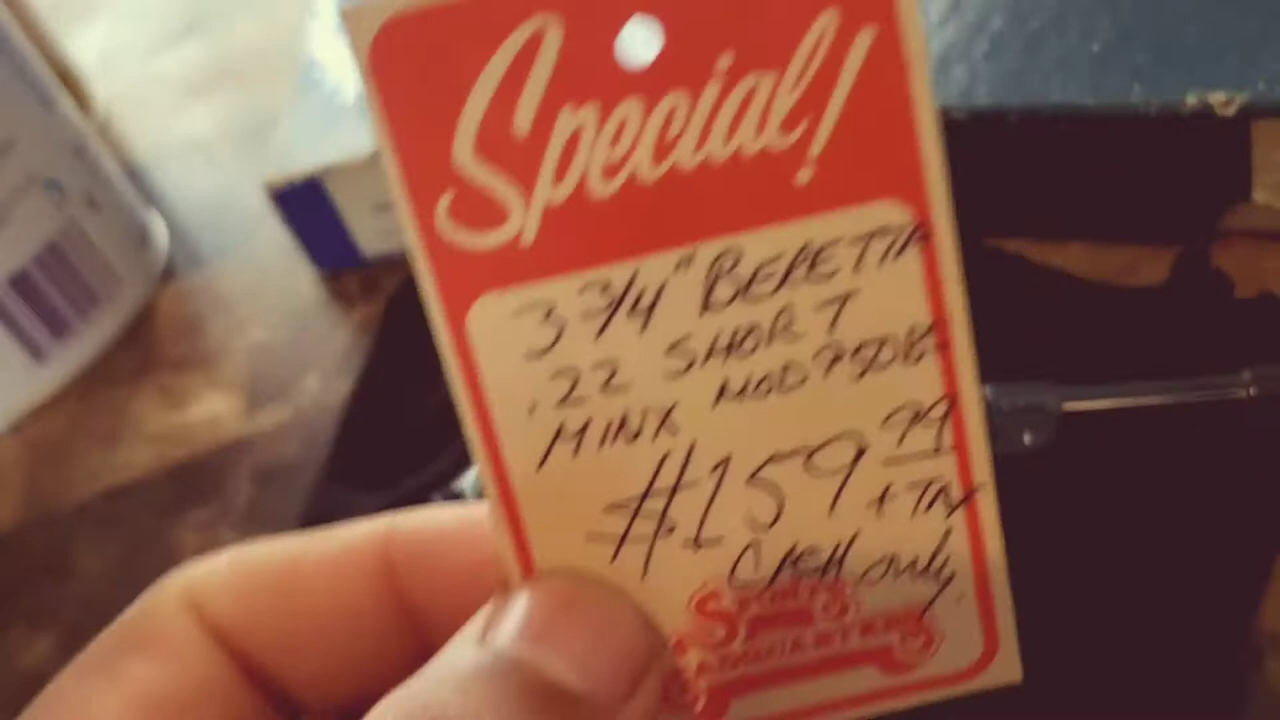 Special!
3 3/4" BERETTA
.22 SHORT
MINX MOD 950B
#159.99
+ TAX
CASH only